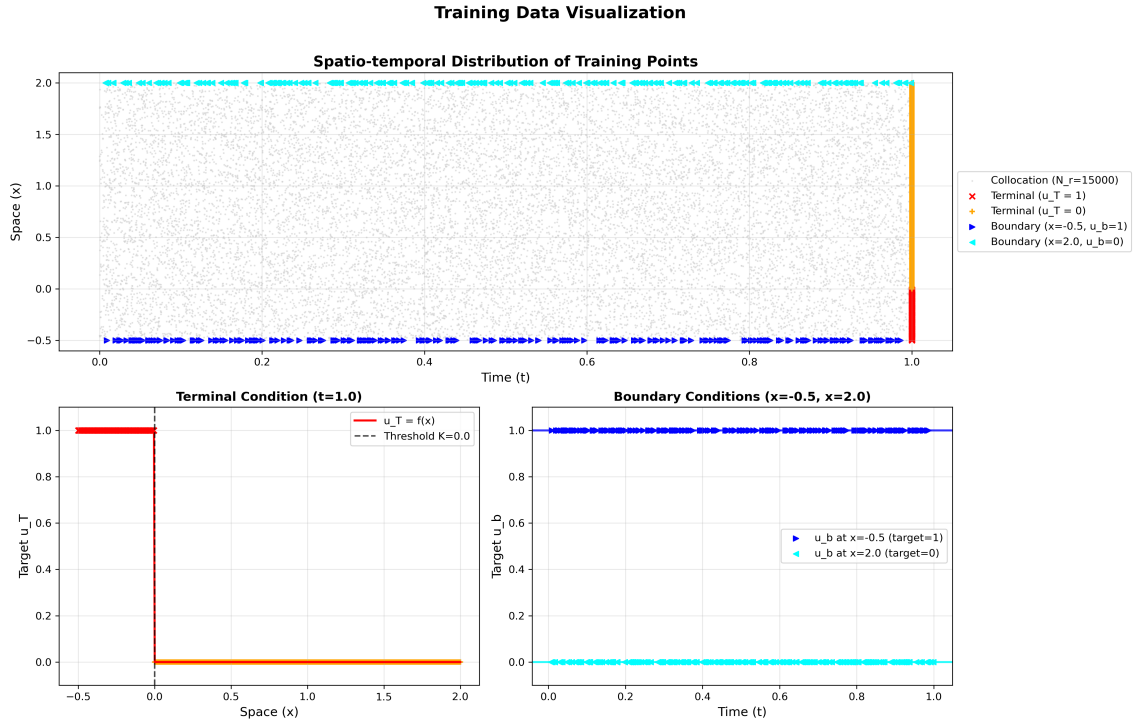 Training Data Visualization
Spatio-temporal Distribution of Training Points
Space (x)
2.0
1.5
1.0
0.5
0.0
−0.5
0.0 0.2 0.4 0.6 0.8 1.0
Time (t)
Collocation (N_r=15000)
Terminal (u_T = 1)
Terminal (u_T = 0)
Boundary (x=-0.5, u_b=1)
Boundary (x=2.0, u_b=0)
Terminal Condition (t=1.0)
Target u_T
1.0
0.8
0.6
0.4
0.2
0.0
−0.5 0.0 0.5 1.0 1.5 2.0
Space (x)
u_T = f(x)
Threshold K=0.0
Boundary Conditions (x=-0.5, x=2.0)
Target u_b
1.0
0.8
0.6
0.4
0.2
0.0
0.0 0.2 0.4 0.6 0.8 1.0
Time (t)
u_b at x=-0.5 (target=1)
u_b at x=2.0 (target=0)